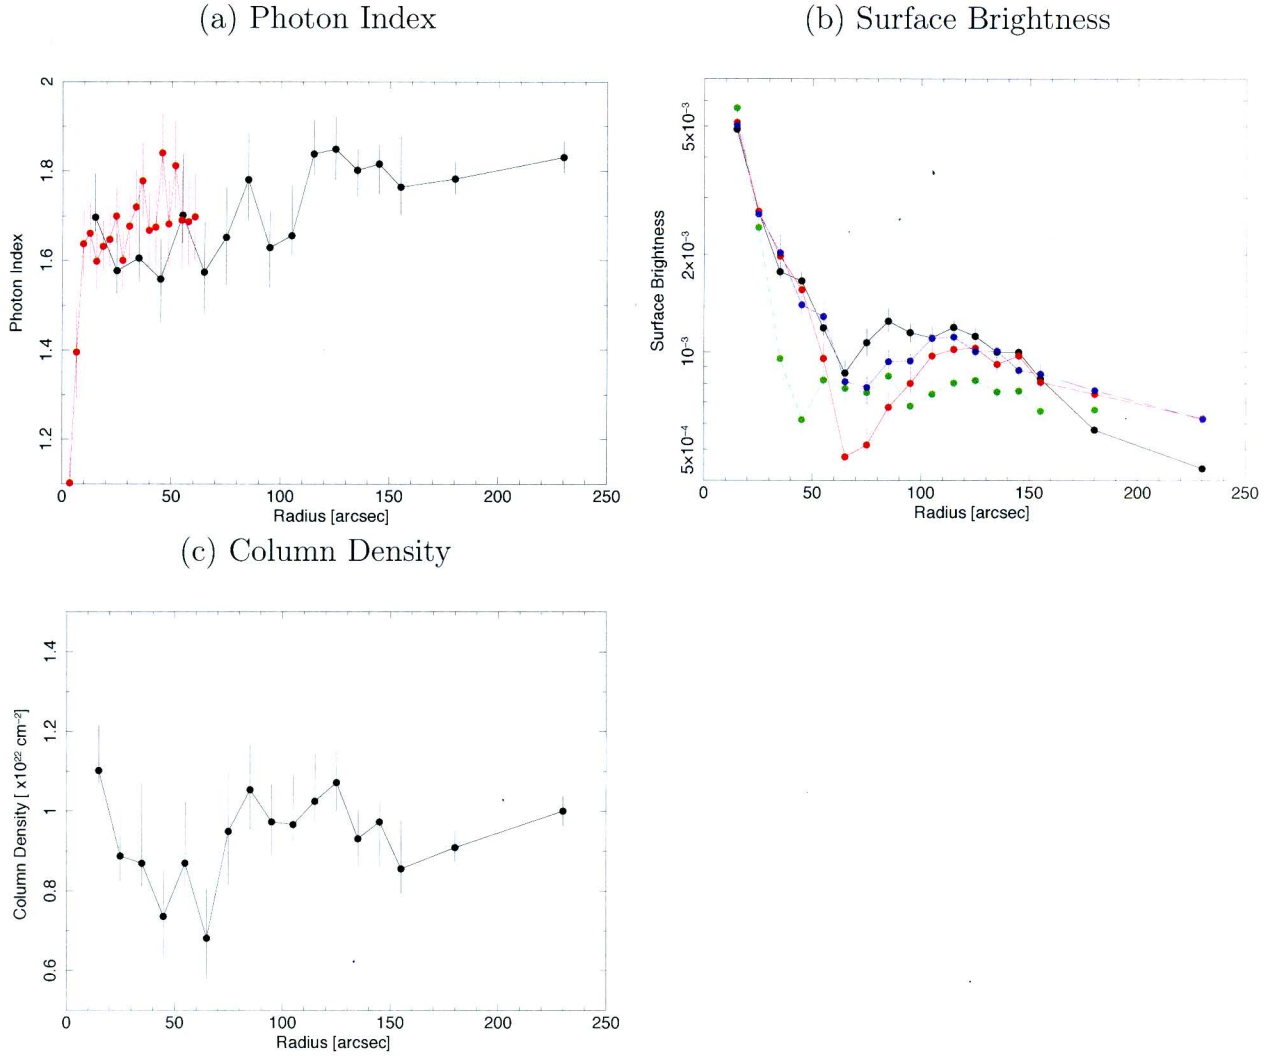 (a) Photon Index
(b) Surface Brightness
2
1.8
1.6
1.4
1.2
Photon Index
0 50 100 150 200 250
Radius [arcsec]
5×10⁻³
2×10⁻³
10⁻³
5×10⁻⁴
Surface Brightness
0 50 100 150 200 250
Radius [arcsec]
(c) Column Density
1.4
1.2
1
0.8
0.6
Column Density [ x10²² cm⁻²]
0 50 100 150 200 250
Radius [arcsec]